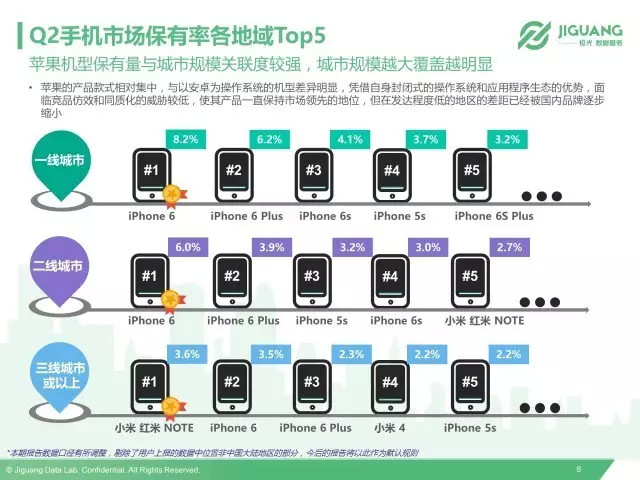 Q2手机市场保有率各地域Top5
JIGUANG
极光 数据服务
苹果机型保有量与城市规模关联度较强，城市规模越大覆盖越明显
• 苹果的产品款式相对集中，与以安卓为操作系统的机型差异明显，凭借自身封闭式的操作系统和应用程序生态的优势，面
临竞品仿效和同质化的威胁较低，使其产品一直保持市场领先的地位，但在发达程度低的地区的差距已经被国内品牌逐步
缩小
一线城市
8.2% 6.2% 4.1% 3.7% 3.2%
#1 #2 #3 #4 #5
iPhone 6 iPhone 6 Plus iPhone 6s iPhone 5s iPhone 6S Plus
二线城市
6.0% 3.9% 3.2% 3.0% 2.7%
#1 #2 #3 #4 #5
iPhone 6 iPhone 6 Plus iPhone 5s iPhone 6s 小米 红米 NOTE
三线城市
或以上
3.6% 3.5% 2.3% 2.2% 2.2%
#1 #2 #3 #4 #5
小米 红米 NOTE iPhone 6 iPhone 6 Plus 小米 4 iPhone 5s
*本期报告数据口径有所调整，剔除了用户上报的数据中位置非中国大陆地区的部分，今后的报告将以此作为默认规则
© Jiguang Data Lab. Confidential. All Rights Reserved.
8